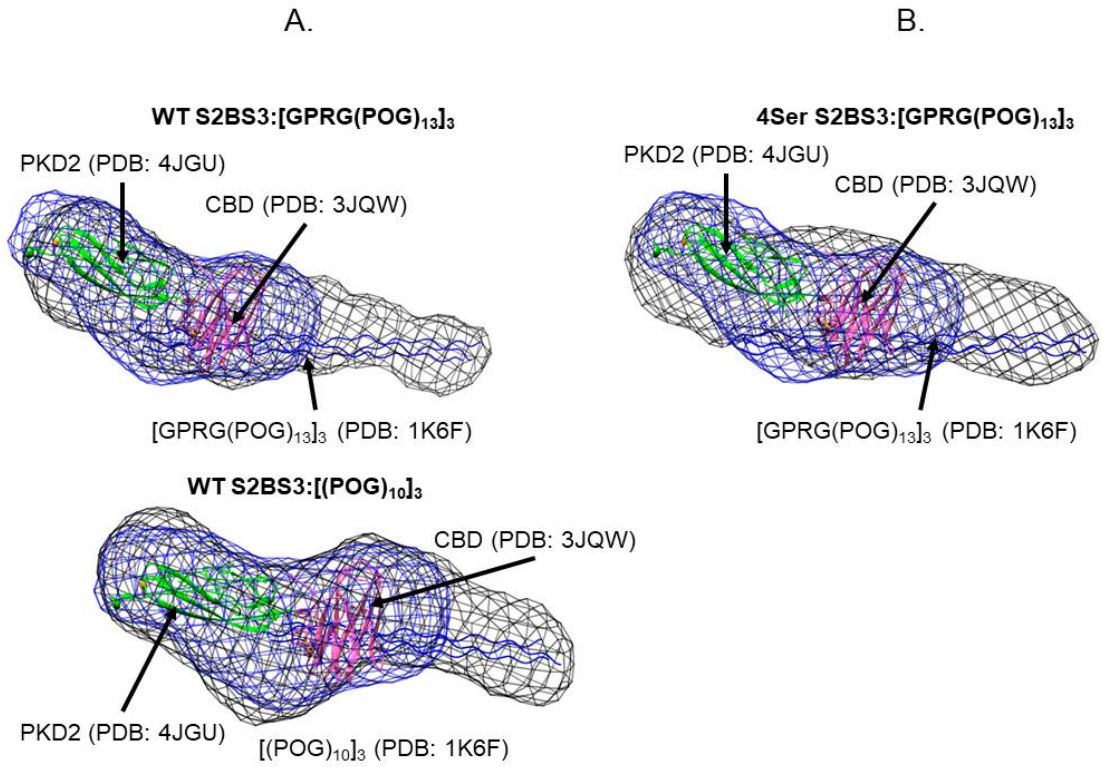 A.
B.
WT S2BS3:[GPRG(POG)₁₃]₃
PKD2 (PDB: 4JGU)
CBD (PDB: 3JQW)
[GPRG(POG)₁₃]₃ (PDB: 1K6F)
4Ser S2BS3:[GPRG(POG)₁₃]₃
PKD2 (PDB: 4JGU)
CBD (PDB: 3JQW)
[GPRG(POG)₁₃]₃ (PDB: 1K6F)
WT S2BS3:[(POG)₁₀]₃
CBD (PDB: 3JQW)
PKD2 (PDB: 4JGU)
[(POG)₁₀]₃ (PDB: 1K6F)